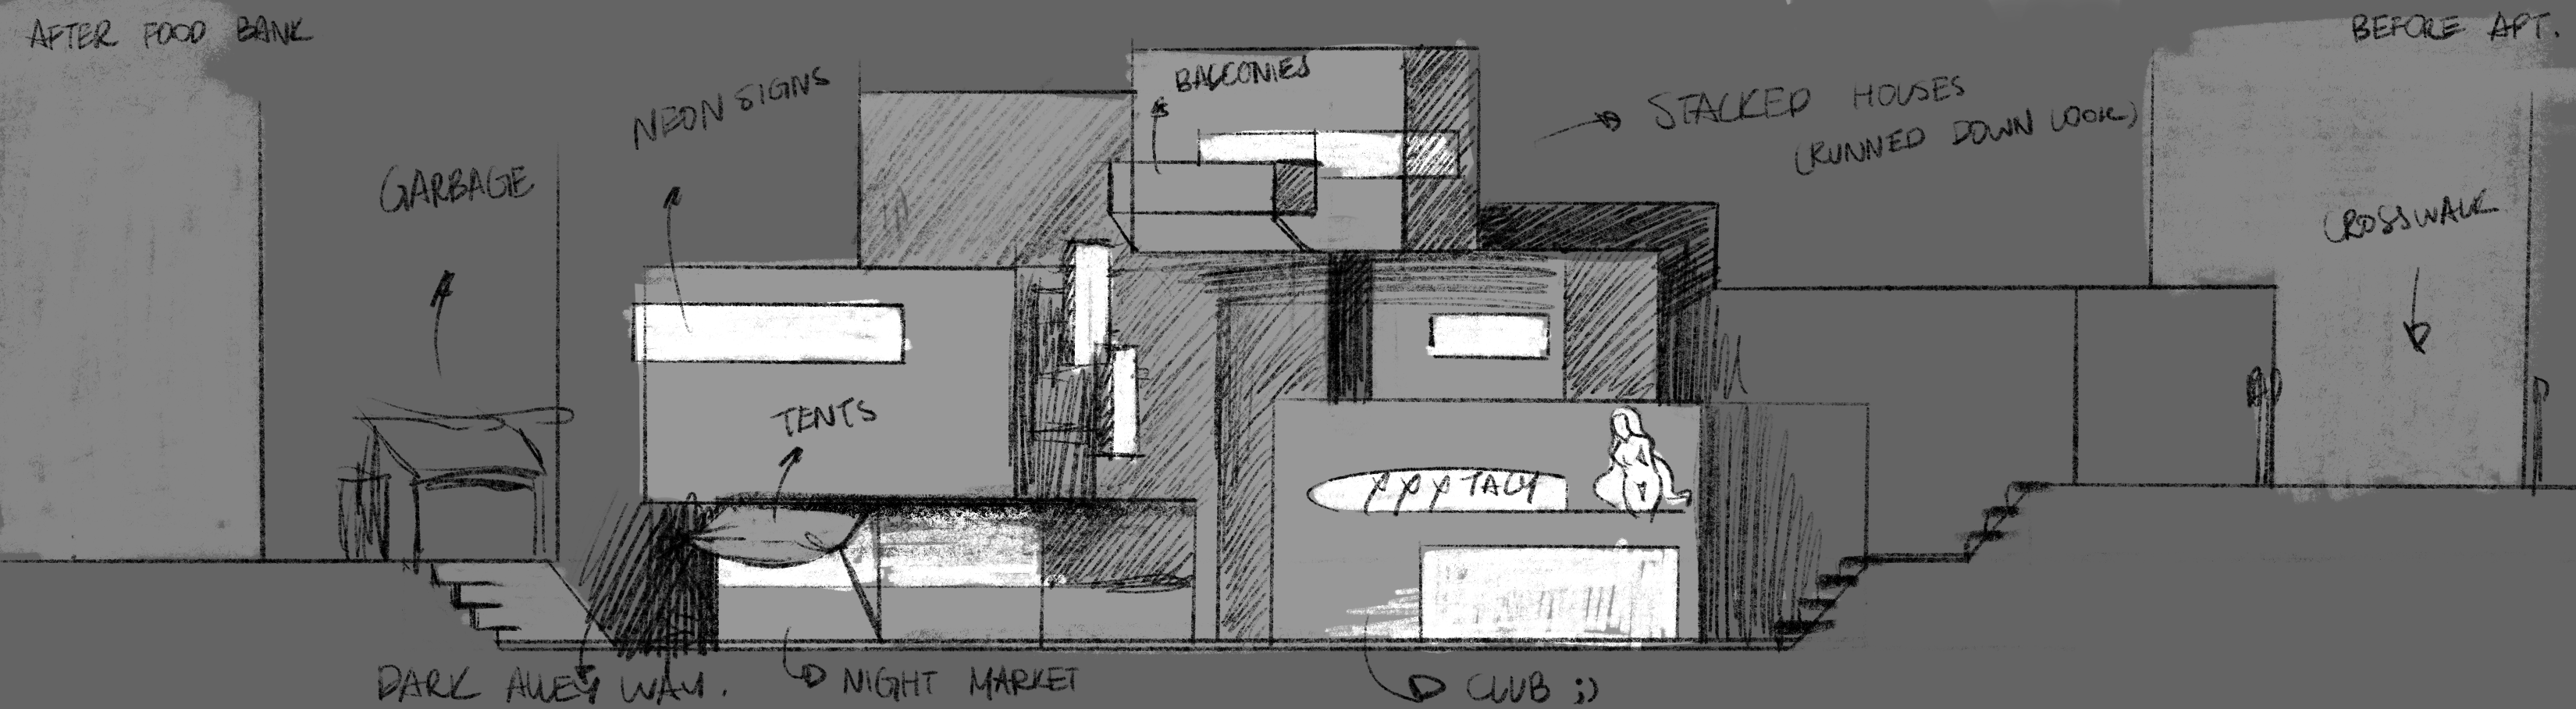 AFTER FOOD BANK
BEFORE APT.
NEON SIGNS
BALCONIES
STACKED HOUSES
(RUNNED DOWN LOOK)
GARBAGE
CROSSWALK
TENTS
XXXTACY
DARK ALLEY WAY.
NIGHT MARKET
CLUB ;)